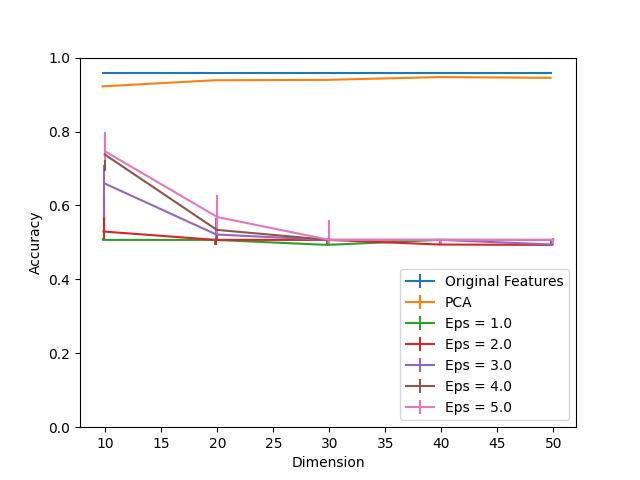 1.0
0.8
0.6
0.4
0.2
0.0
Accuracy
Original Features
PCA
Eps = 1.0
Eps = 2.0
Eps = 3.0
Eps = 4.0
Eps = 5.0
10 15 20 25 30 35 40 45 50
Dimension